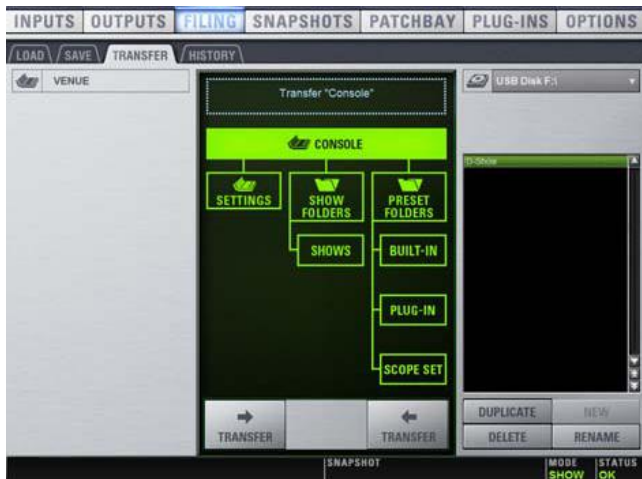 INPUTS OUTPUTS FILING SNAPSHOTS PATCHBAY PLUG-INS OPTIONS
LOAD SAVE TRANSFER HISTORY
VENUE
Transfer "Console"
USB Disk F:\
CONSOLE
D-Show
SETTINGS
SHOW FOLDERS
PRESET FOLDERS
SHOWS
BUILT-IN
PLUG-IN
SCOPE SET
TRANSFER
TRANSFER
DUPLICATE NEW
DELETE RENAME
SNAPSHOT
MODE STATUS
SHOW OK